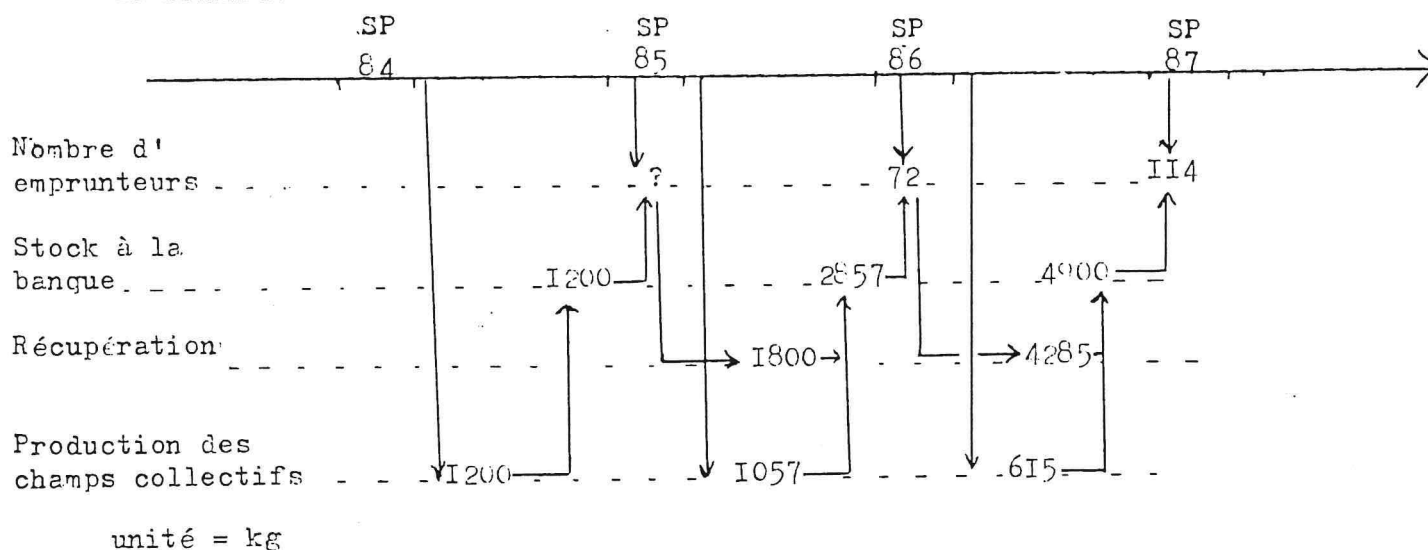 SP SP SP SP
84 85 86 87
Nombre d'
emprunteurs ? 72 II4
Stock à la
banque I200 2857 4900
Récupération I800 4285
Production des
champs collectifs I200 I057 6I5
unité = kg